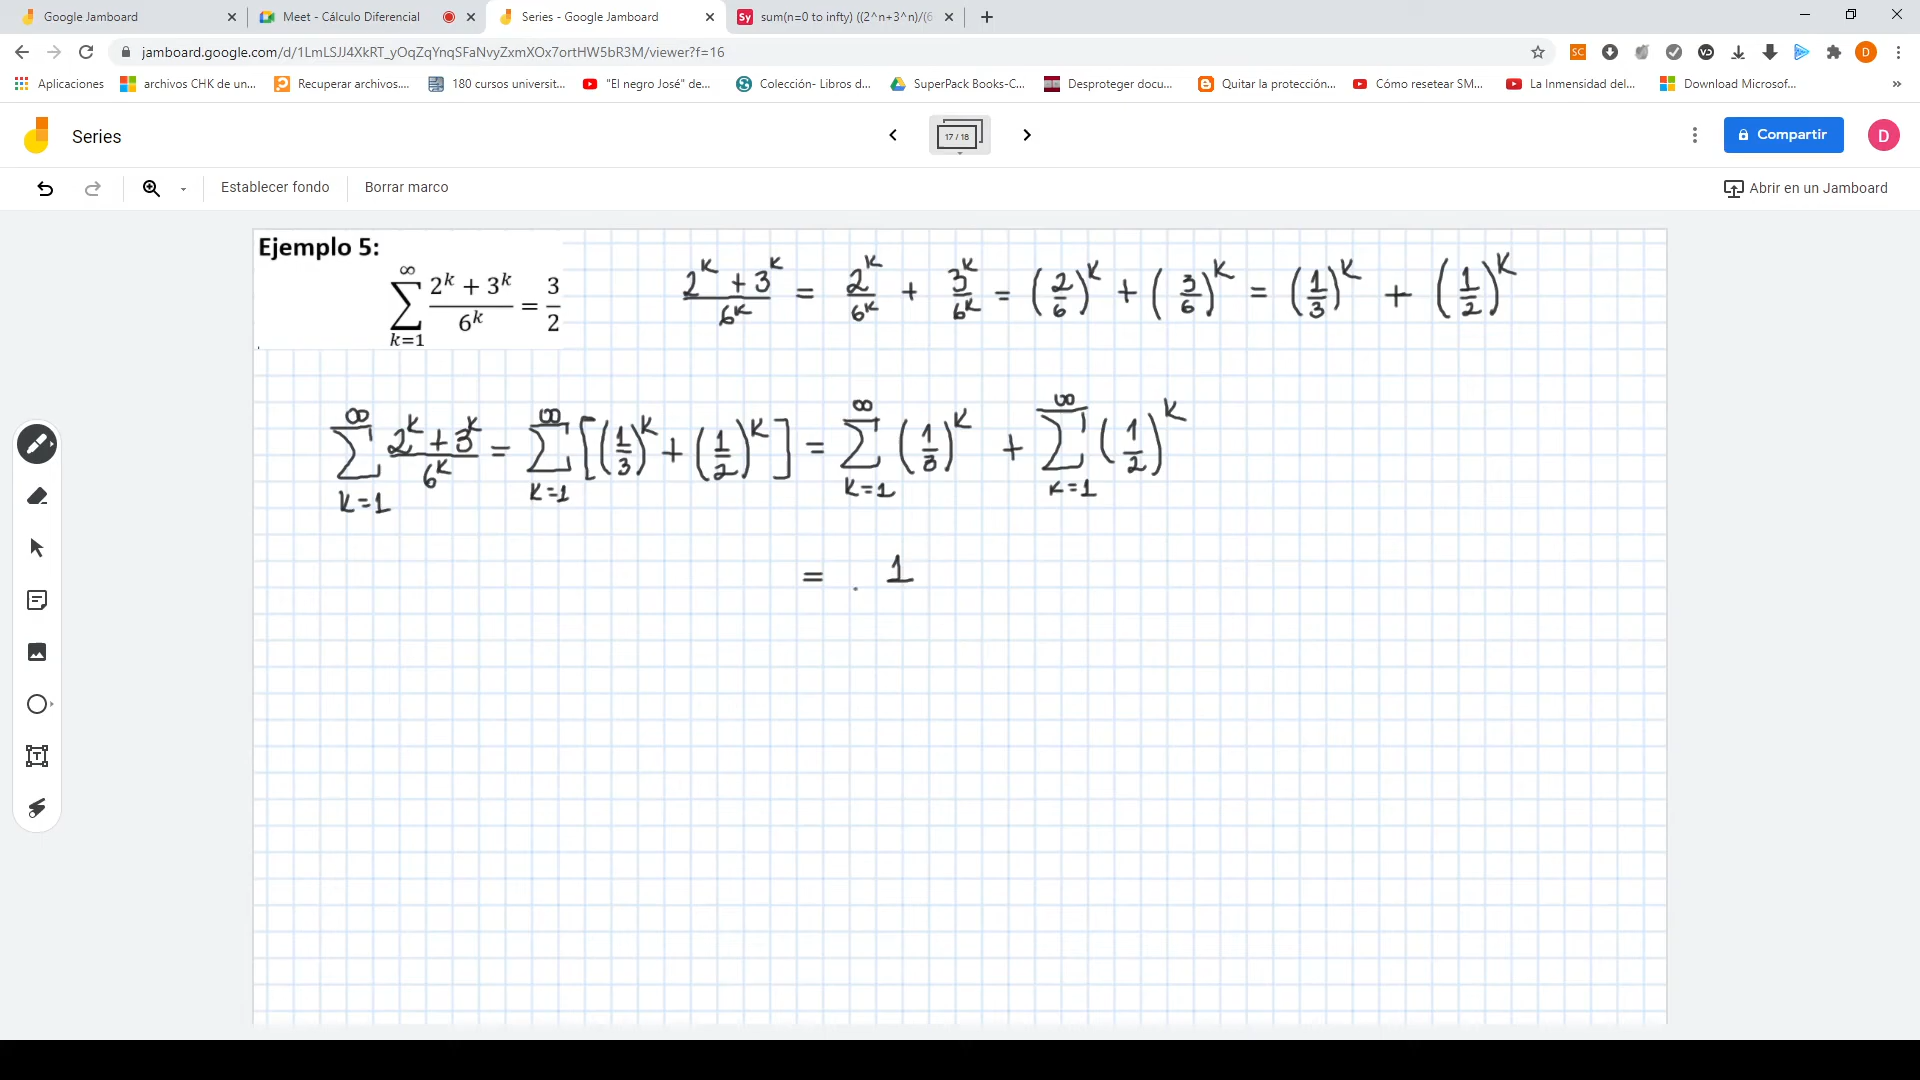 Google Jamboard
Meet - Cálculo Diferencial
Series - Google Jamboard
Sy sum(n=0 to infty) ((2^n+3^n)/(6
jamboard.google.com/d/1LmLSJJ4XkRT_yOqZqYnqSFaNvyZxmXOx7ortHW5bR3M/viewer?f=16
SC
D
Aplicaciones
archivos CHK de un...
Recuperar archivos....
180 cursos universit...
"El negro José" de...
Colección- Libros d...
SuperPack Books-C...
Desproteger docu...
Quitar la protección...
Cómo resetear SM...
La Inmensidad del...
Download Microsof...
»
Series
17 / 18
Compartir
D
Establecer fondo
Borrar marco
Abrir en un Jamboard
Ejemplo 5:
∑_{k=1}^{∞} (2^k + 3^k)/6^k = 3/2
(2^k + 3^k)/6^k = 2^k/6^k + 3^k/6^k = (2/6)^k + (3/6)^k = (1/3)^k + (1/2)^k
∑_{k=1}^{∞} (2^k + 3^k)/6^k = ∑_{k=1}^{∞} [(1/3)^k + (1/2)^k] = ∑_{k=1}^{∞} (1/3)^k + ∑_{k=1}^{∞} (1/2)^k
= 1